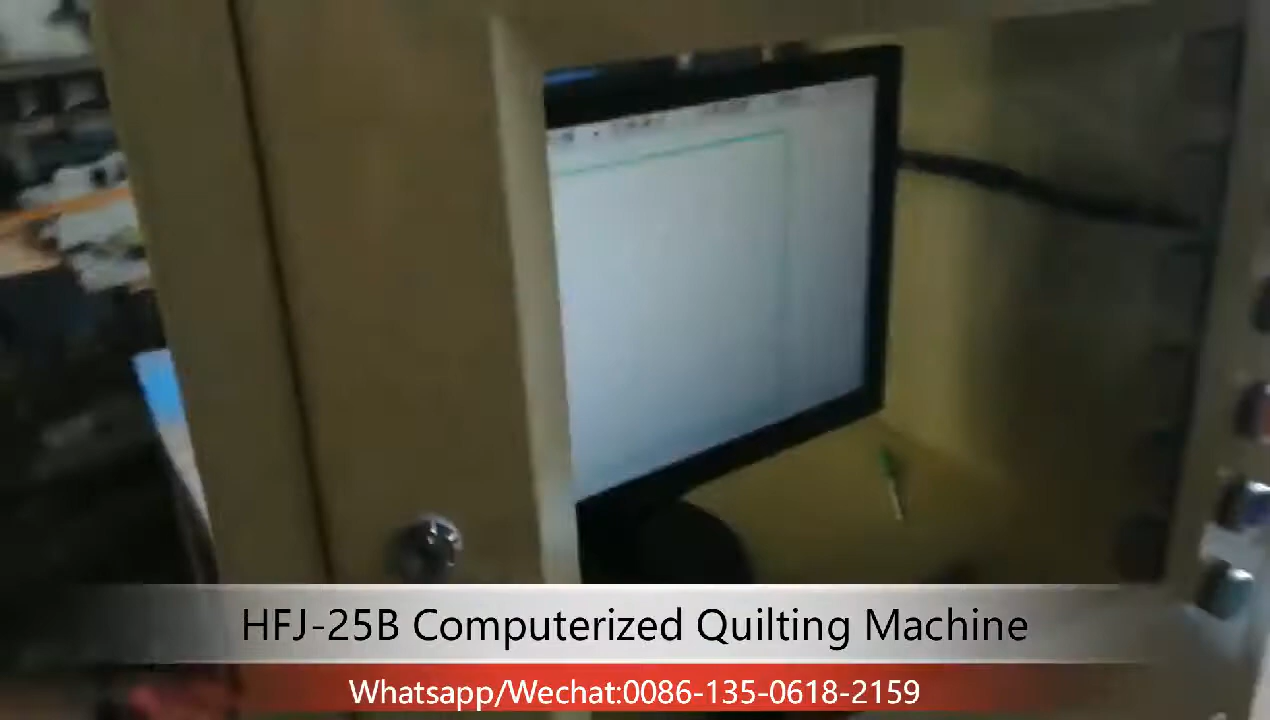 HFJ-25B Computerized Quilting Machine
Whatsapp/Wechat:0086-135-0618-2159